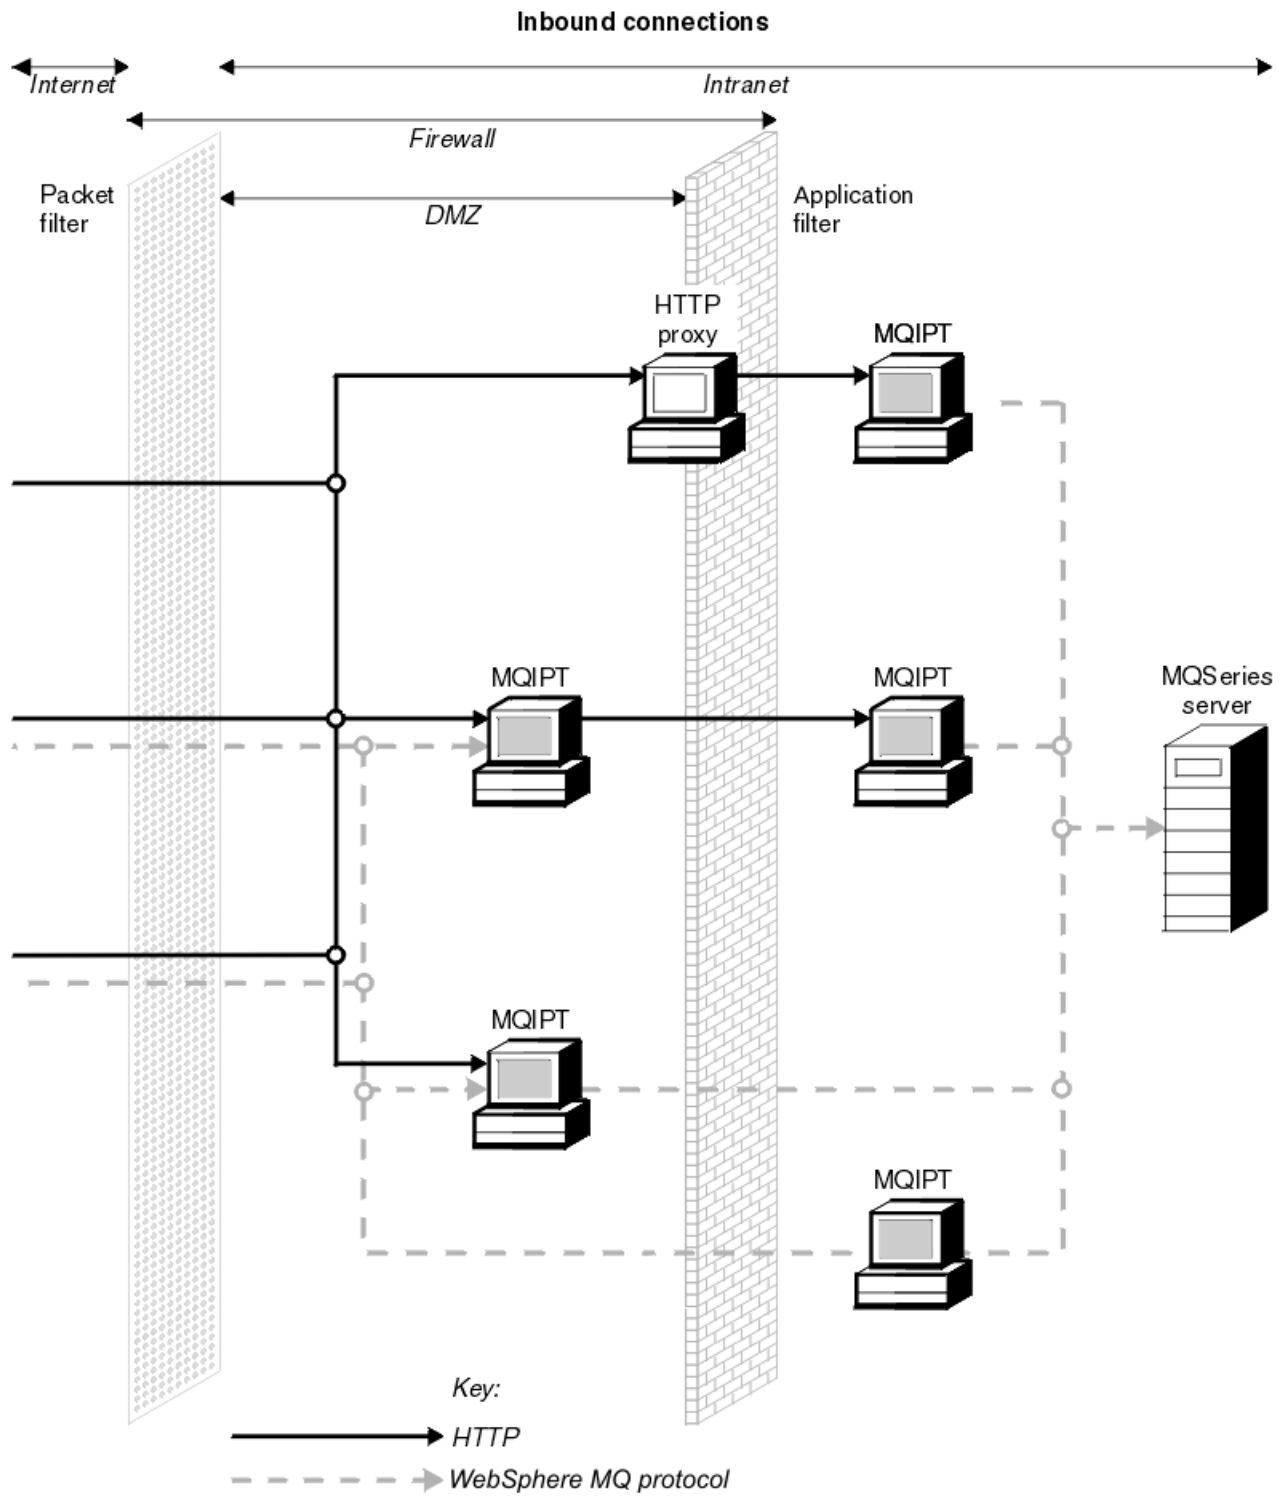 Inbound connections
Internet
Intranet
Firewall
Packet
filter
DMZ
Application
filter
HTTP
proxy
MQIPT
MQIPT
MQIPT
MQSeries
server
MQIPT
MQIPT
Key:
HTTP
WebSphere MQ protocol